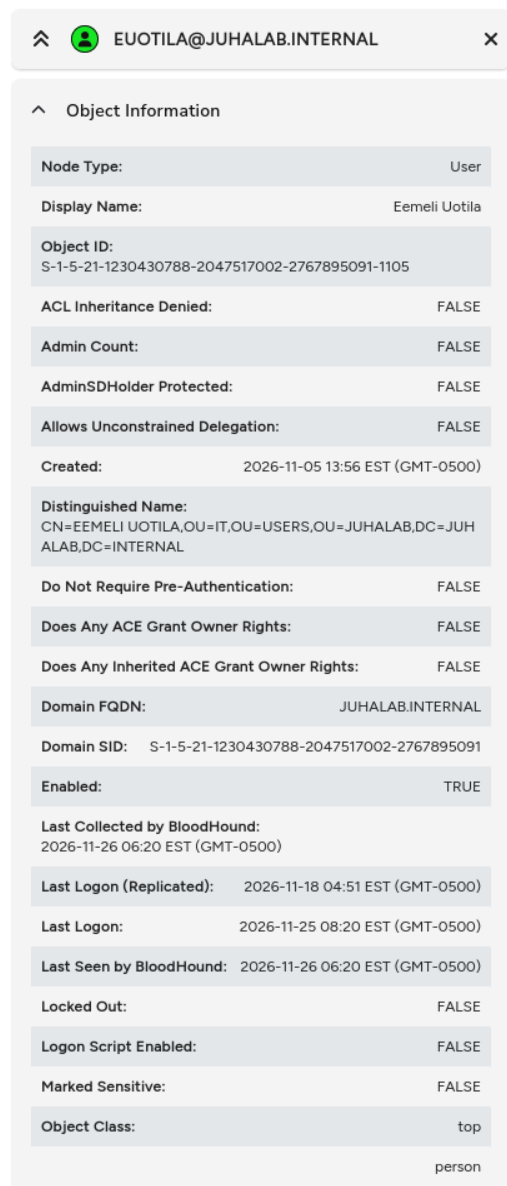 EUOTILA@JUHALAB.INTERNAL
Object Information
Node Type: User
Display Name: Eemeli Uotila
Object ID:
S-1-5-21-1230430788-2047517002-2767895091-1105
ACL Inheritance Denied: FALSE
Admin Count: FALSE
AdminSDHolder Protected: FALSE
Allows Unconstrained Delegation: FALSE
Created: 2026-11-05 13:56 EST (GMT-0500)
Distinguished Name:
CN=EEMELI UOTILA,OU=IT,OU=USERS,OU=JUHALAB,DC=JUH
ALAB,DC=INTERNAL
Do Not Require Pre-Authentication: FALSE
Does Any ACE Grant Owner Rights: FALSE
Does Any Inherited ACE Grant Owner Rights: FALSE
Domain FQDN: JUHALAB.INTERNAL
Domain SID: S-1-5-21-1230430788-2047517002-2767895091
Enabled: TRUE
Last Collected by BloodHound:
2026-11-26 06:20 EST (GMT-0500)
Last Logon (Replicated): 2026-11-18 04:51 EST (GMT-0500)
Last Logon: 2026-11-25 08:20 EST (GMT-0500)
Last Seen by BloodHound: 2026-11-26 06:20 EST (GMT-0500)
Locked Out: FALSE
Logon Script Enabled: FALSE
Marked Sensitive: FALSE
Object Class: top
person